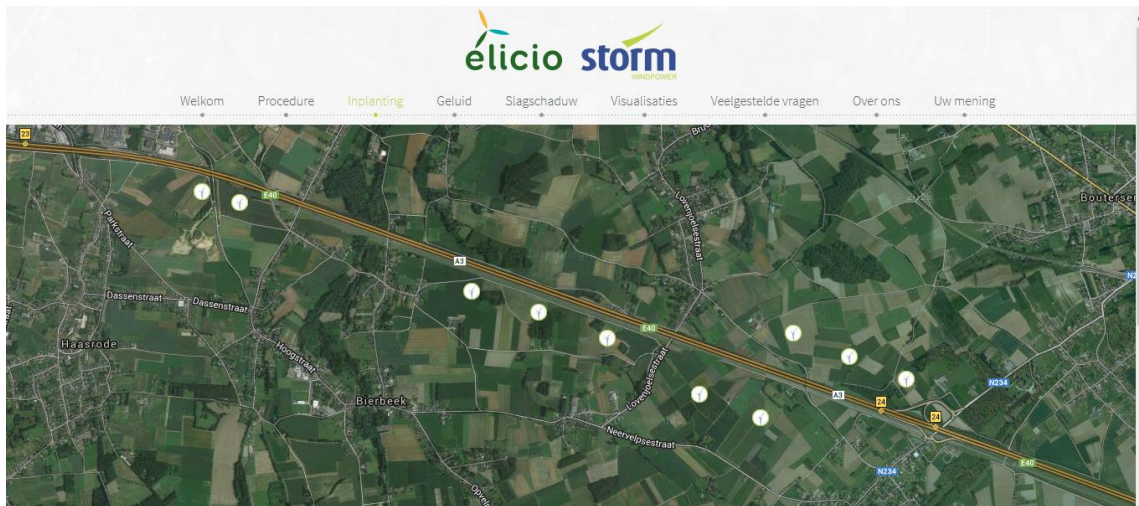 élicio storm
WINDPOWER
Welkom Procedure Inplanting Geluid Slagschaduw Visualisaties Veelgestelde vragen Over ons Uw mening
23
E40
Parkstraat
Lovenjoelsestraat
A3
Dassenstraat
Dassenstraat
Haasrode
Hoogstraat
E40
Bierbeek
Lovenjoelsestraat
Neervelpsestraat
A3
24
24
N234
N234
E40